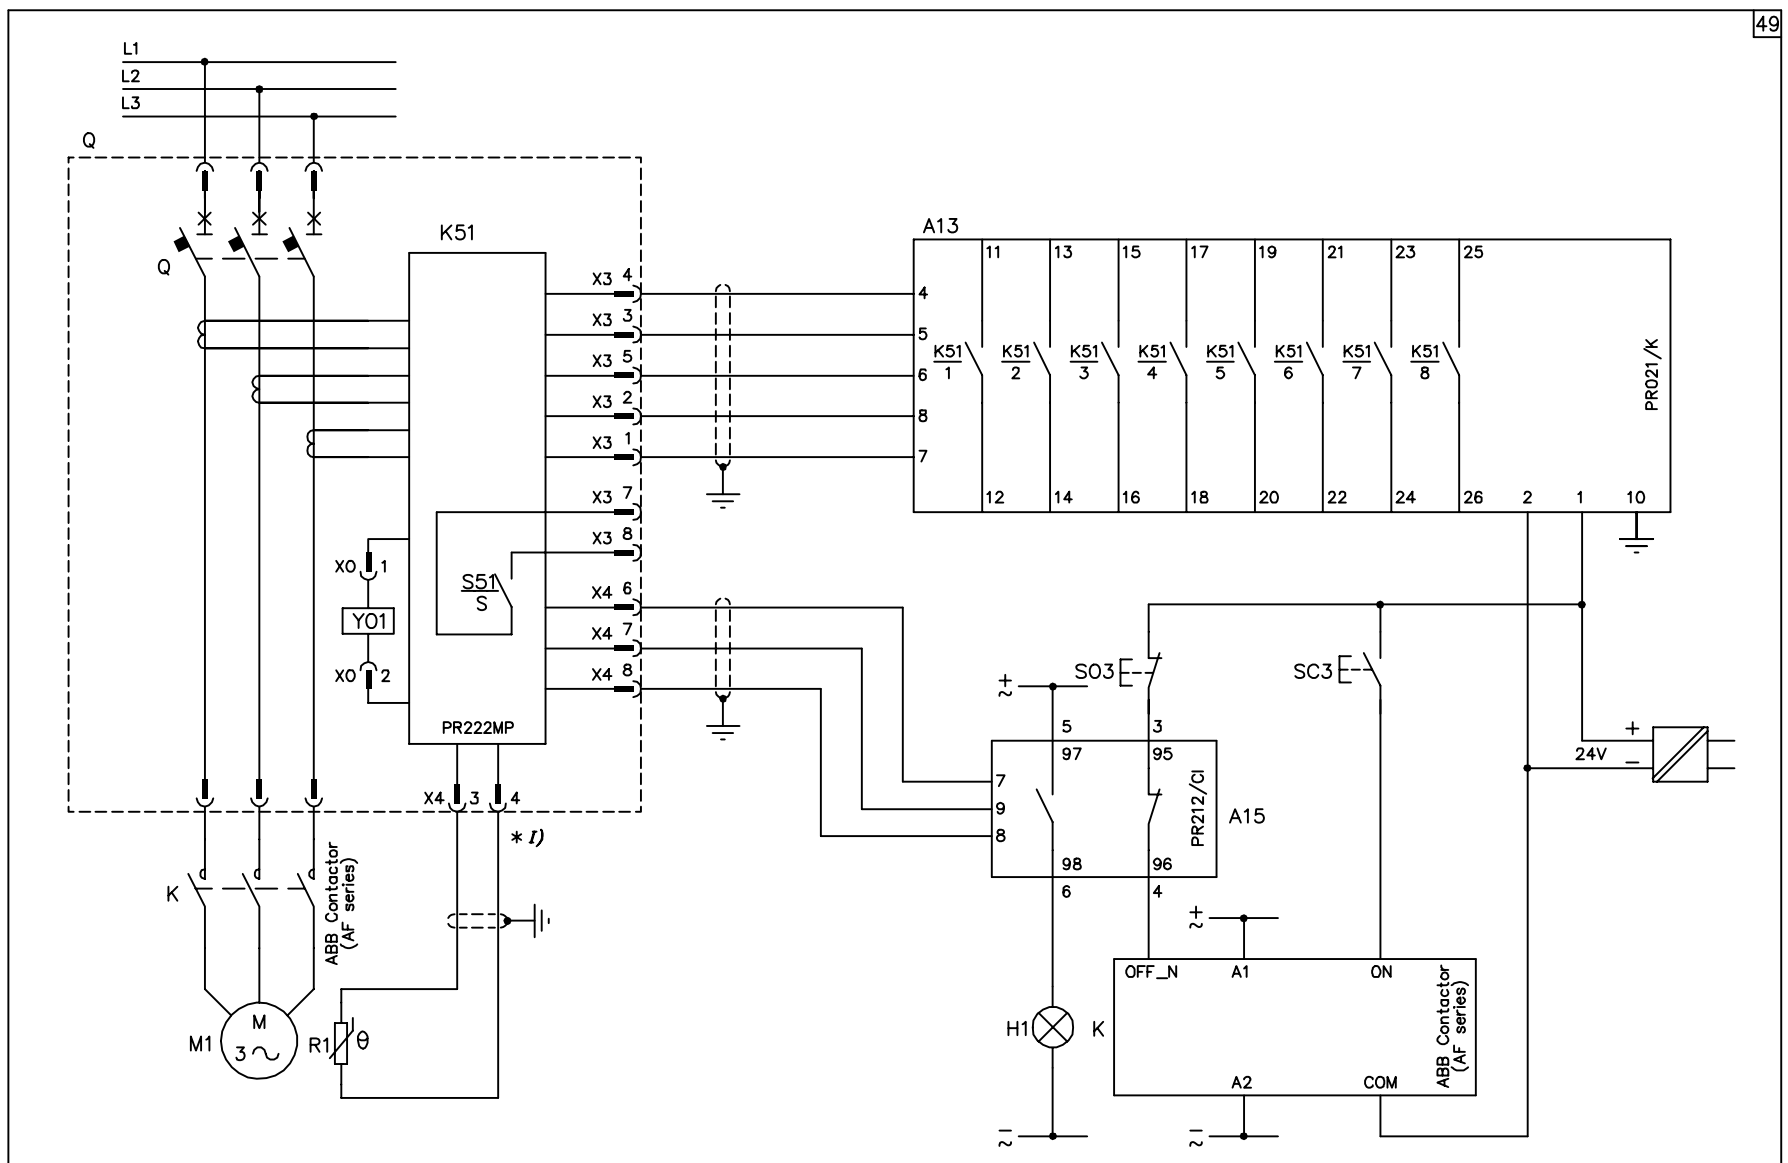 49
L1
L2
L3
Q
Q
K51
X3 4
X3 3
X3 5
X3 2
X3 1
X3 7
X3 8
X4 6
X4 7
X4 8
S51
S
X0 1
Y01
X0 2
PR222MP
X4 3 4
* I)
K
ABB Contactor
(AF series)
M1
M
3
R1 θ
A13
11 13 15 17 19 21 23 25
4
5
6
8
7
K51 K51 K51 K51 K51 K51 K51 K51
1 2 3 4 5 6 7 8
PR021/K
12 14 16 18 20 22 24 26 2 1 10
SO3
SC3
+
~
5 3
97 95
7
9
8
PR212/CI
A15
98 96
6 4
24V
+
−
+
~
OFF_N A1 ON
H1
K
ABB Contactor
(AF series)
A2 COM
−
~
−
~